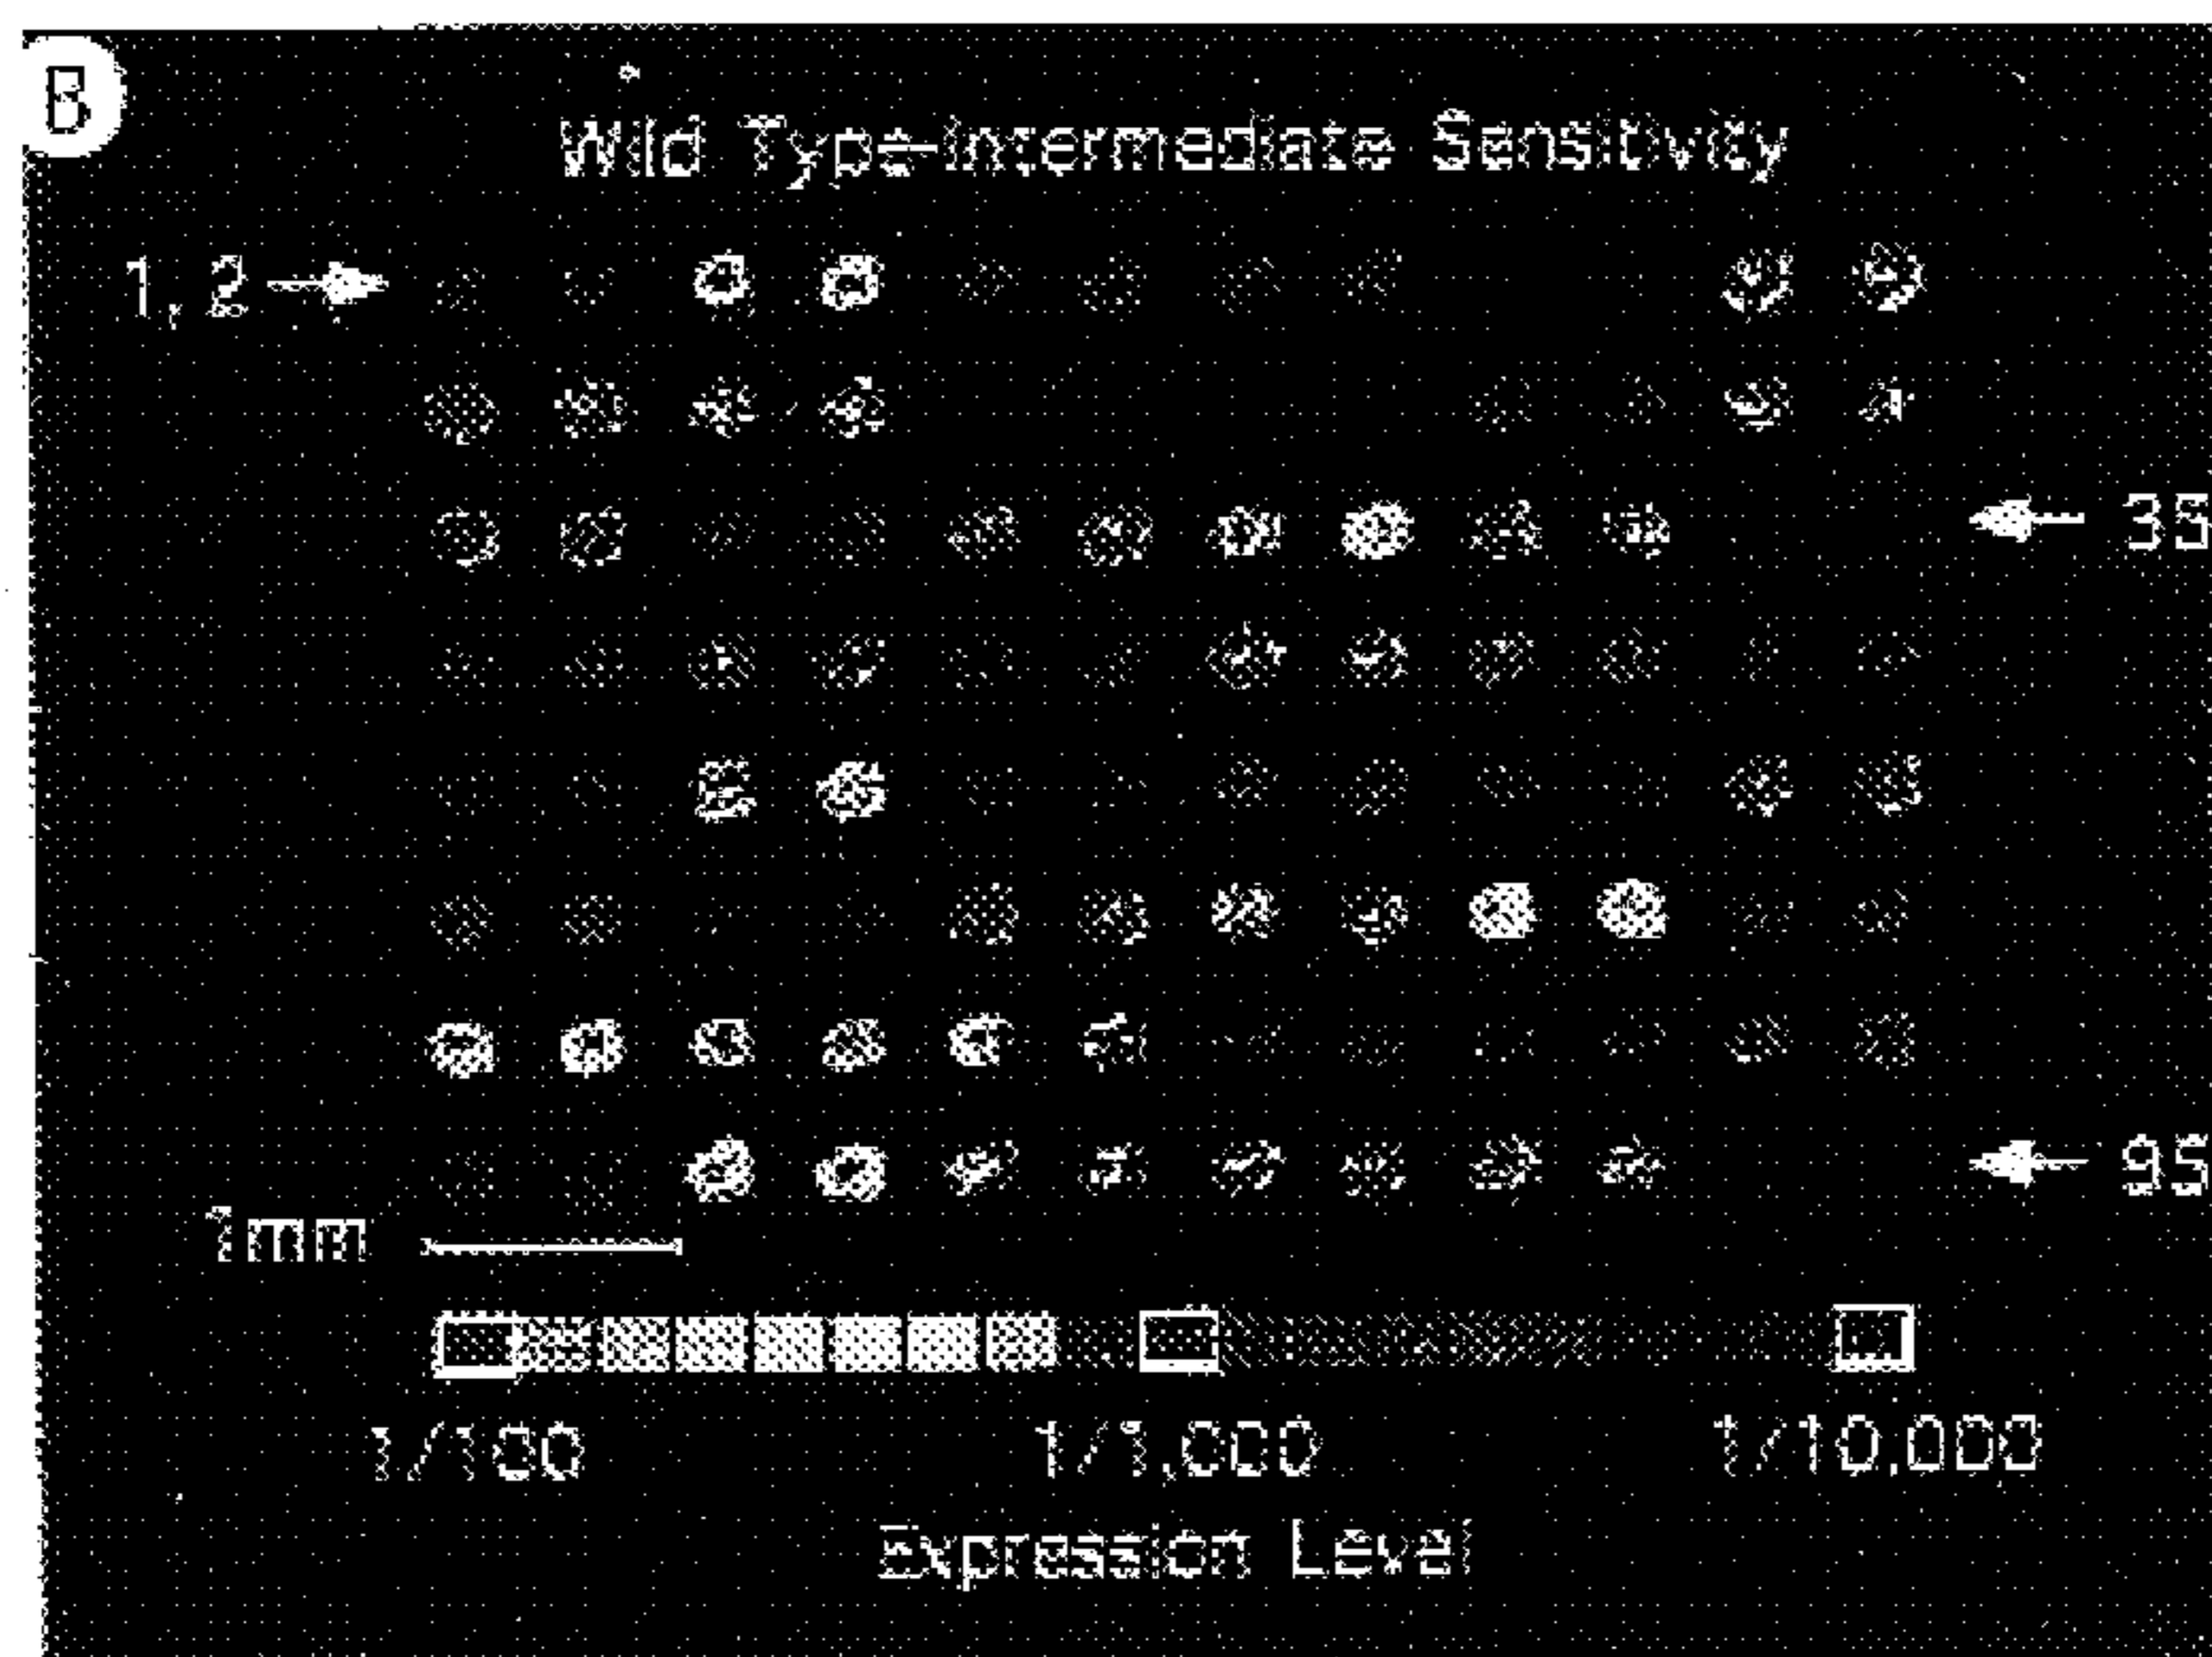 B
Wild Type-Intermediate Sensitivity
1, 2
35
95
1mm
1/100
1/1,000
1/10,000
Expression Level